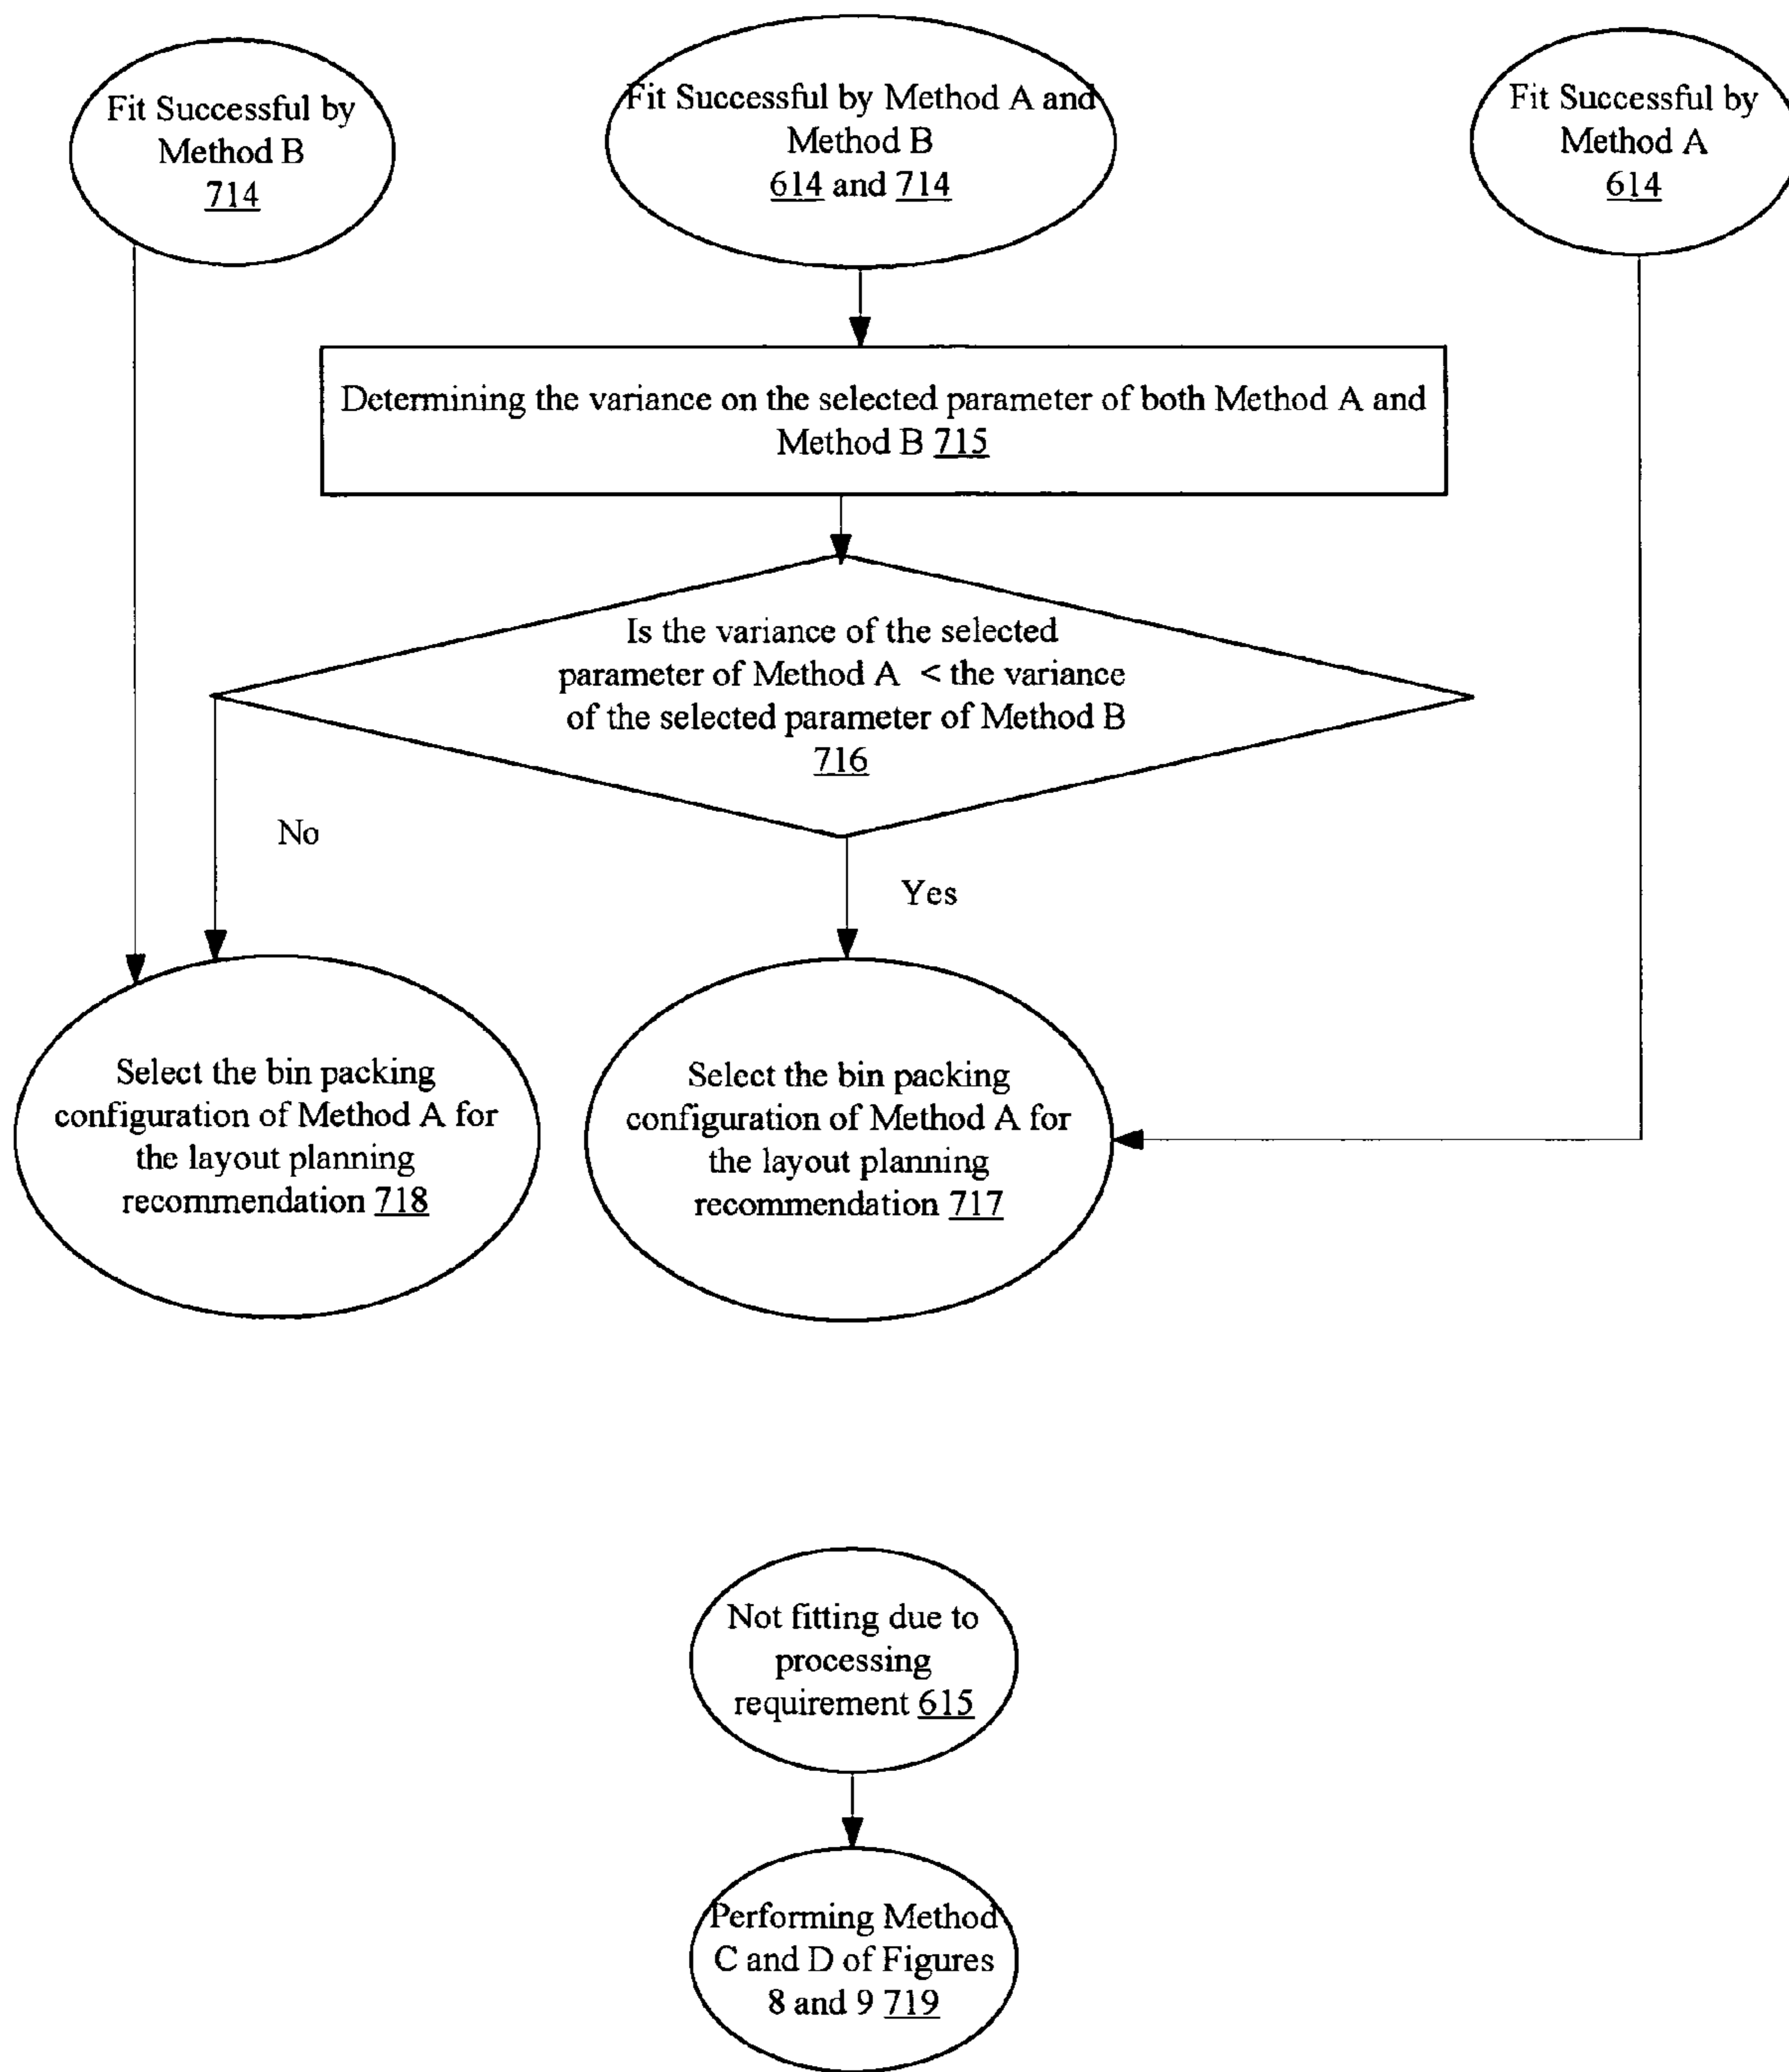 Fit Successful by
Method B
714
Fit Successful by Method A and
Method B
614 and 714
Fit Successful by
Method A
614
Determining the variance on the selected parameter of both Method A and
Method B 715
Is the variance of the selected
parameter of Method A < the variance
of the selected parameter of Method B
716
No
Yes
Select the bin packing
configuration of Method A for
the layout planning
recommendation 718
Select the bin packing
configuration of Method A for
the layout planning
recommendation 717
Not fitting due to
processing
requirement 615
Performing Method
C and D of Figures
8 and 9 719